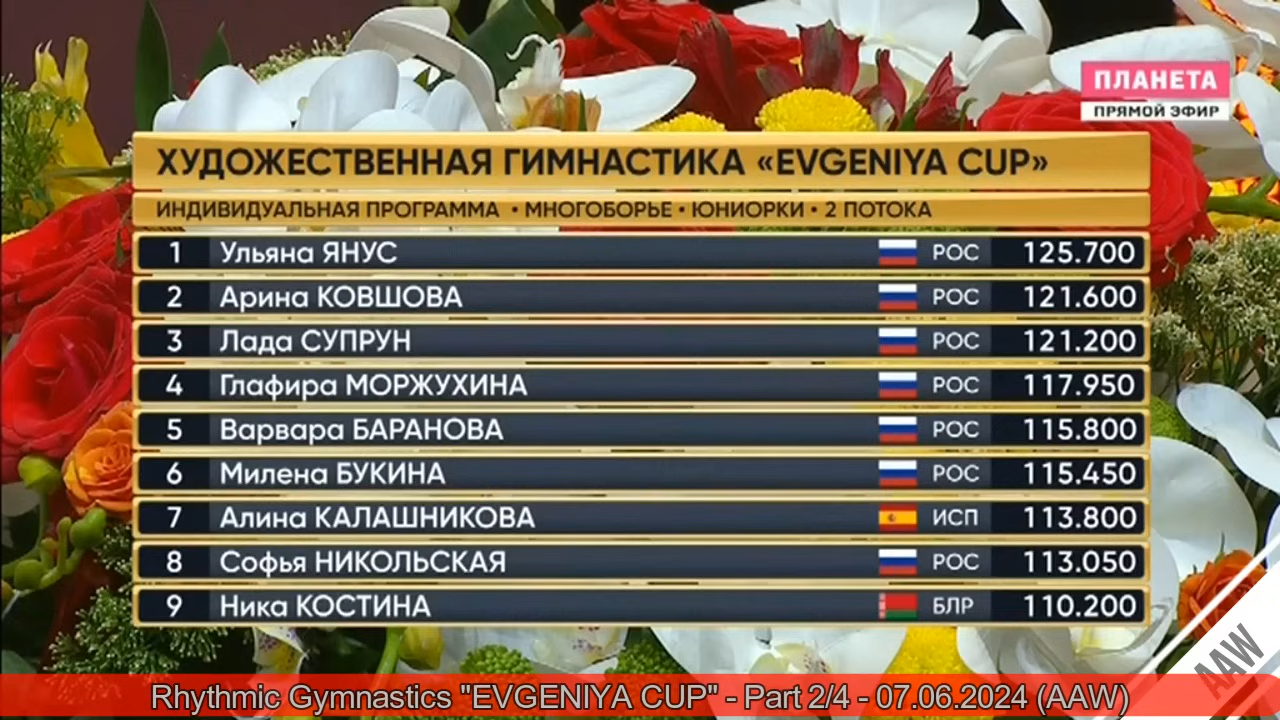 ПЛАНЕТА
ПРЯМОЙ ЭФИР
ХУДОЖЕСТВЕННАЯ ГИМНАСТИКА «EVGENIYA CUP»
ИНДИВИДУАЛЬНАЯ ПРОГРАММА • МНОГОБОРЬЕ • ЮНИОРКИ • 2 ПОТОКА
1 Ульяна ЯНУС РОС 125.700
2 Арина КОВШОВА РОС 121.600
3 Лада СУПРУН РОС 121.200
4 Глафира МОРЖУХИНА РОС 117.950
5 Варвара БАРАНОВА РОС 115.800
6 Милена БУКИНА РОС 115.450
7 Алина КАЛАШНИКОВА ИСП 113.800
8 Софья НИКОЛЬСКАЯ РОС 113.050
9 Ника КОСТИНА БЛР 110.200
AAW
Rhythmic Gymnastics "EVGENIYA CUP" - Part 2/4 - 07.06.2024 (AAW)